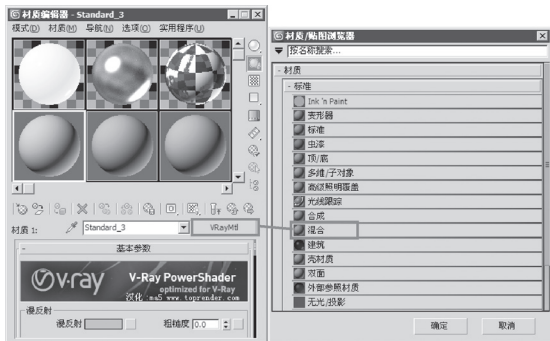 材质编辑器 - Standard_3
模式(D) 材质(M) 导航(N) 选项(O) 实用程序(U)
材质 1: Standard_3 VRayMtl
基本参数
V·ray V-Ray PowerShader
optimized for V-Ray
汉化:ma5 www.toprender.com
漫反射
漫反射 粗糙度 0.0
材质/贴图浏览器
按名称搜索...
- 材质
- 标准
Ink 'n Paint
变形器
标准
虫漆
顶/底
多维/子对象
高级照明覆盖
光线跟踪
合成
混合
建筑
壳材质
双面
外部参照材质
无光/投影
确定 取消